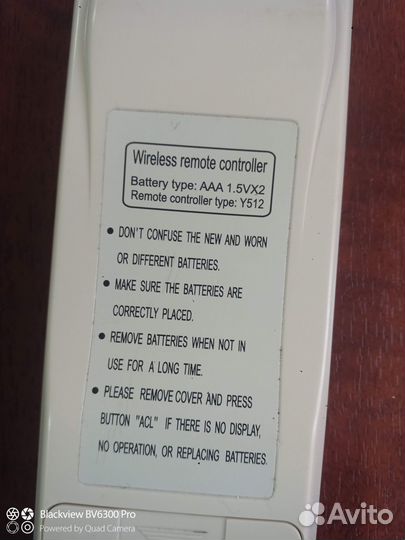 Wireless remote controller
Battery type: AAA 1.5VX2
Remote controller type: Y512
• DON'T CONFUSE THE NEW AND WORN
OR DIFFERENT BATTERIES.
• MAKE SURE THE BATTERIES ARE
CORRECTLY PLACED.
• REMOVE BATTERIES WHEN NOT IN
USE FOR A LONG TIME.
• PLEASE REMOVE COVER AND PRESS
BUTTON "ACL" IF THERE IS NO DISPLAY,
NO OPERATION, OR REPLACING BATTERIES.
Blackview BV6300 Pro
Powered by Quad Camera
Avito